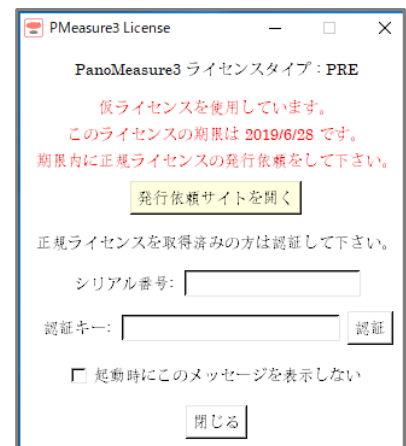 PMeasure3 License
PanoMeasure3 ライセンスタイプ：PRE
仮ライセンスを使用しています。
このライセンスの期限は 2019/6/28 です。
期限内に正規ライセンスの発行依頼をして下さい。
発行依頼サイトを開く
正規ライセンスを取得済みの方は認証して下さい。
シリアル番号:
認証キー: 認証
起動時にこのメッセージを表示しない
閉じる